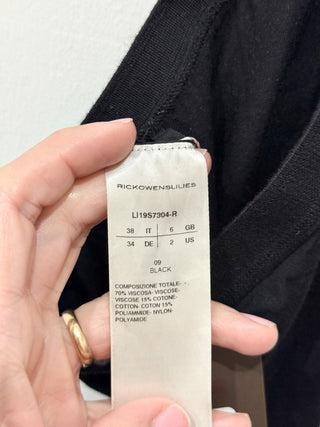 RICKOWENSLILIES
LI19S7304-R
38 IT 6 GB
34 DE 2 US
09
BLACK
COMPOSIZIONE TOTALE- -
70% VISCOSA- VISCOSE-
VISCOSE 15% COTONE-
COTTON- COTON 15%
POLIAMMIDE- NYLON-
POLYAMIDE